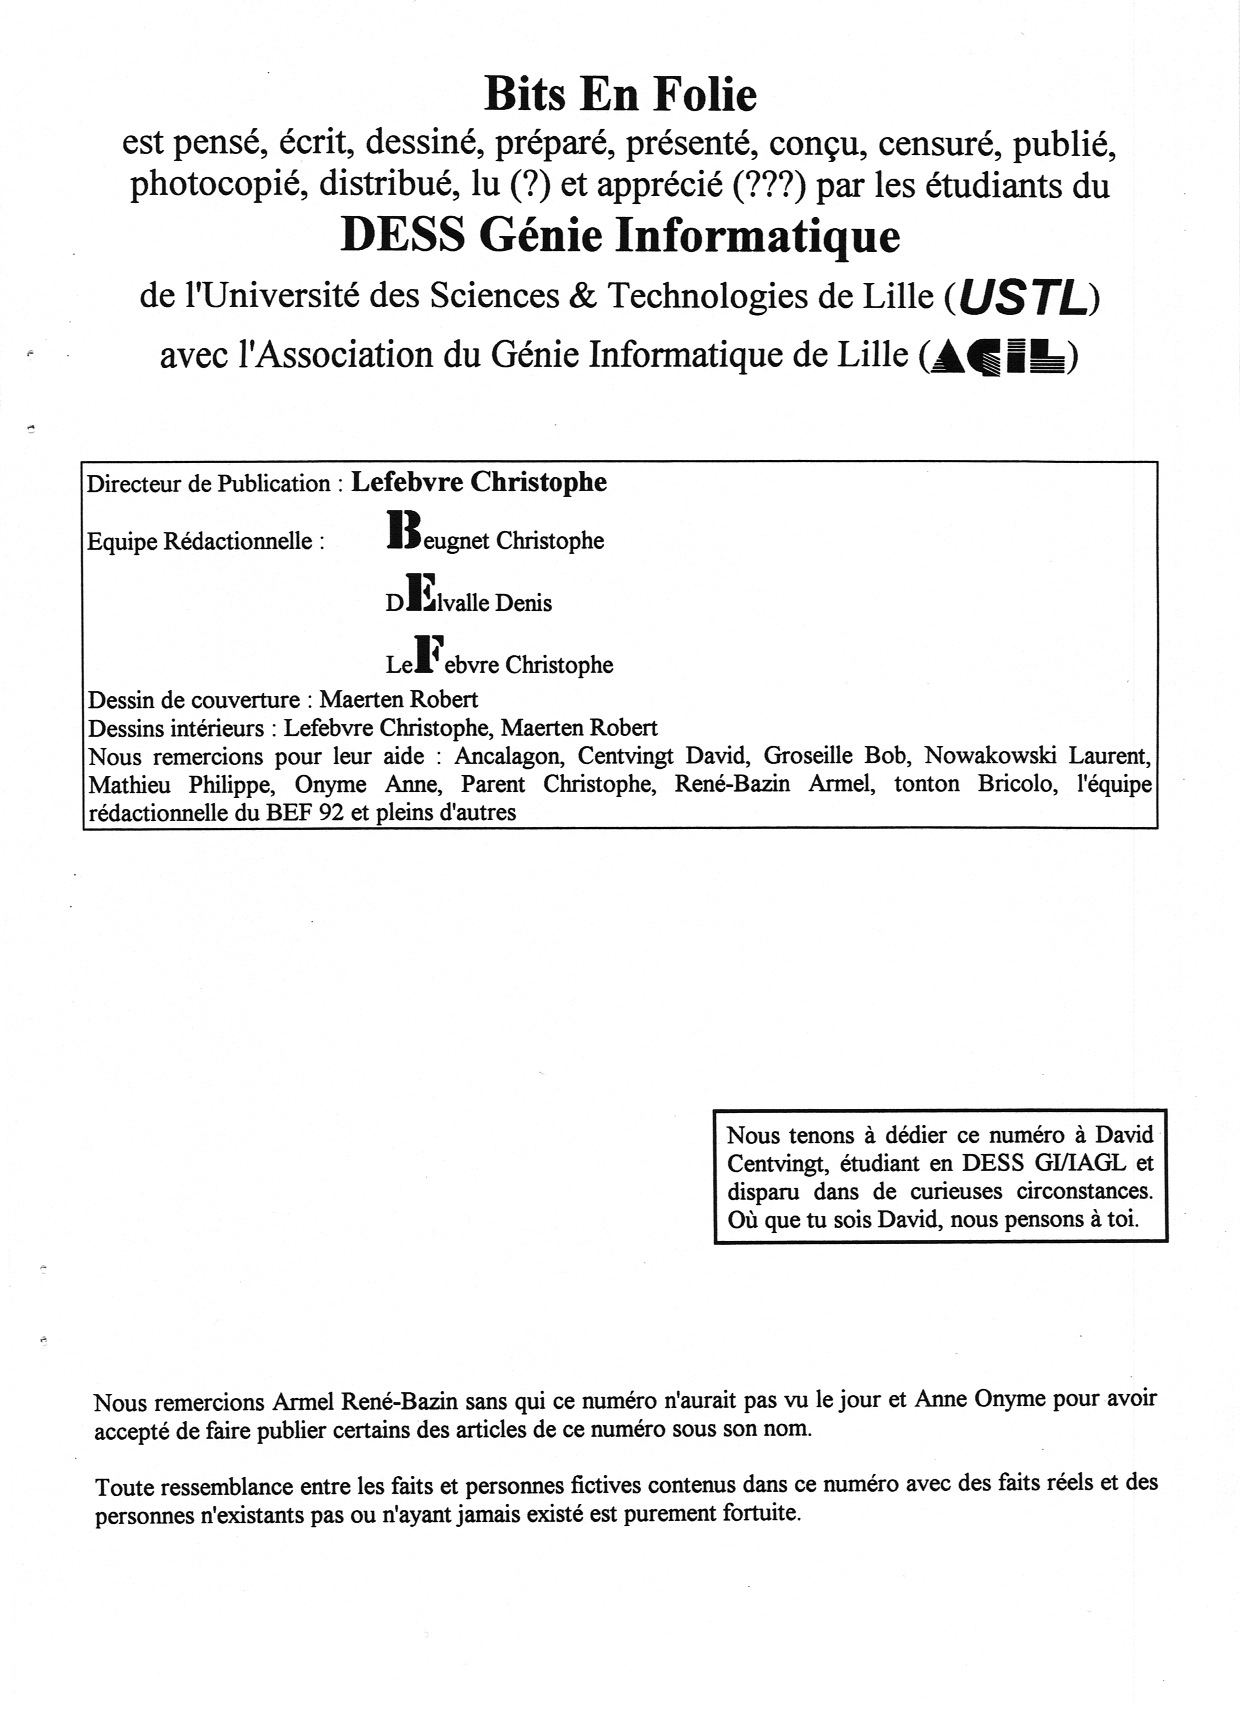 Bits En Folie
est pensé, écrit, dessiné, préparé, présenté, conçu, censuré, publié,
photocopié, distribué, lu (?) et apprécié (???) par les étudiants du
DESS Génie Informatique
de l'Université des Sciences & Technologies de Lille (USTL)
avec l'Association du Génie Informatique de Lille (AGIL)
Directeur de Publication : Lefebvre Christophe
Equipe Rédactionnelle : Beugnet Christophe
DElvalle Denis
LeFebvre Christophe
Dessin de couverture : Maerten Robert
Dessins intérieurs : Lefebvre Christophe, Maerten Robert
Nous remercions pour leur aide : Ancalagon, Centvingt David, Groseille Bob, Nowakowski Laurent,
Mathieu Philippe, Onyme Anne, Parent Christophe, René-Bazin Armel, tonton Bricolo, l'équipe
rédactionnelle du BEF 92 et pleins d'autres
Nous tenons à dédier ce numéro à David
Centvingt, étudiant en DESS GI/IAGL et
disparu dans de curieuses circonstances.
Où que tu sois David, nous pensons à toi.
Nous remercions Armel René-Bazin sans qui ce numéro n'aurait pas vu le jour et Anne Onyme pour avoir
accepté de faire publier certains des articles de ce numéro sous son nom.
Toute ressemblance entre les faits et personnes fictives contenus dans ce numéro avec des faits réels et des
personnes n'existants pas ou n'ayant jamais existé est purement fortuite.